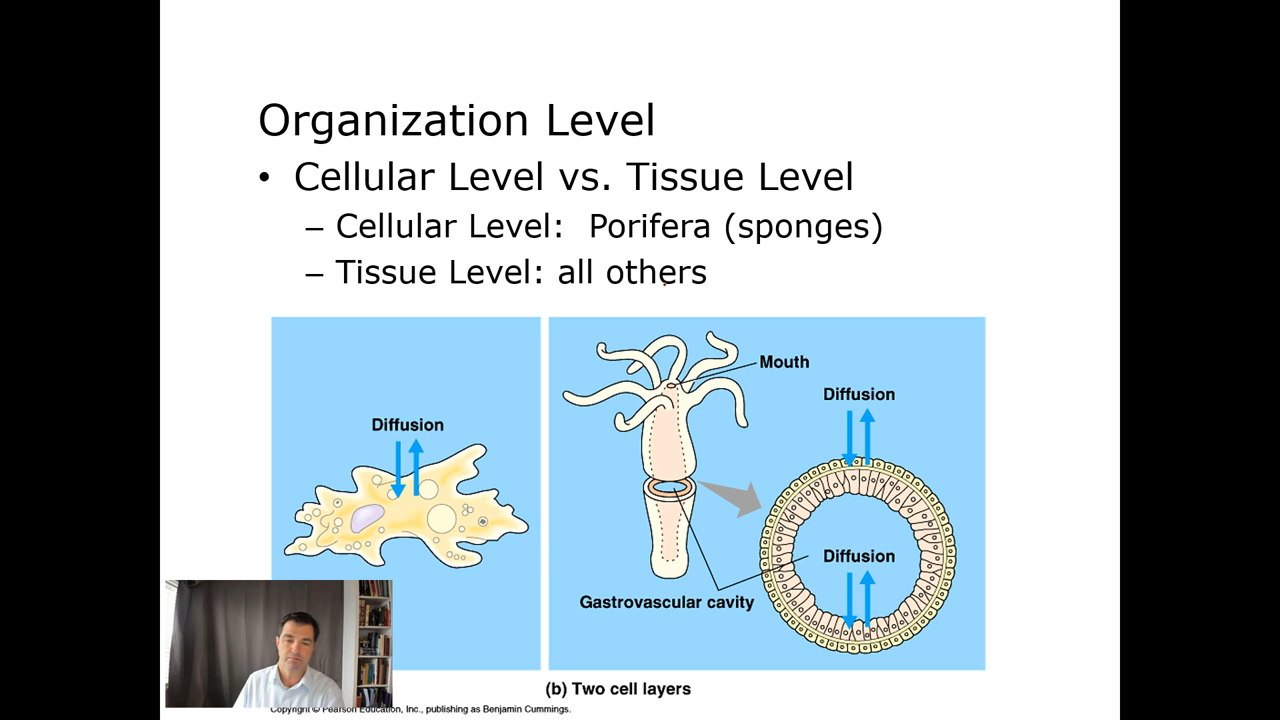 Organization Level
• Cellular Level vs. Tissue Level
– Cellular Level:  Porifera (sponges)
– Tissue Level: all others
Mouth
Diffusion
Diffusion
Diffusion
Gastrovascular cavity
(b) Two cell layers
Copyright © Pearson Education, Inc., publishing as Benjamin Cummings.